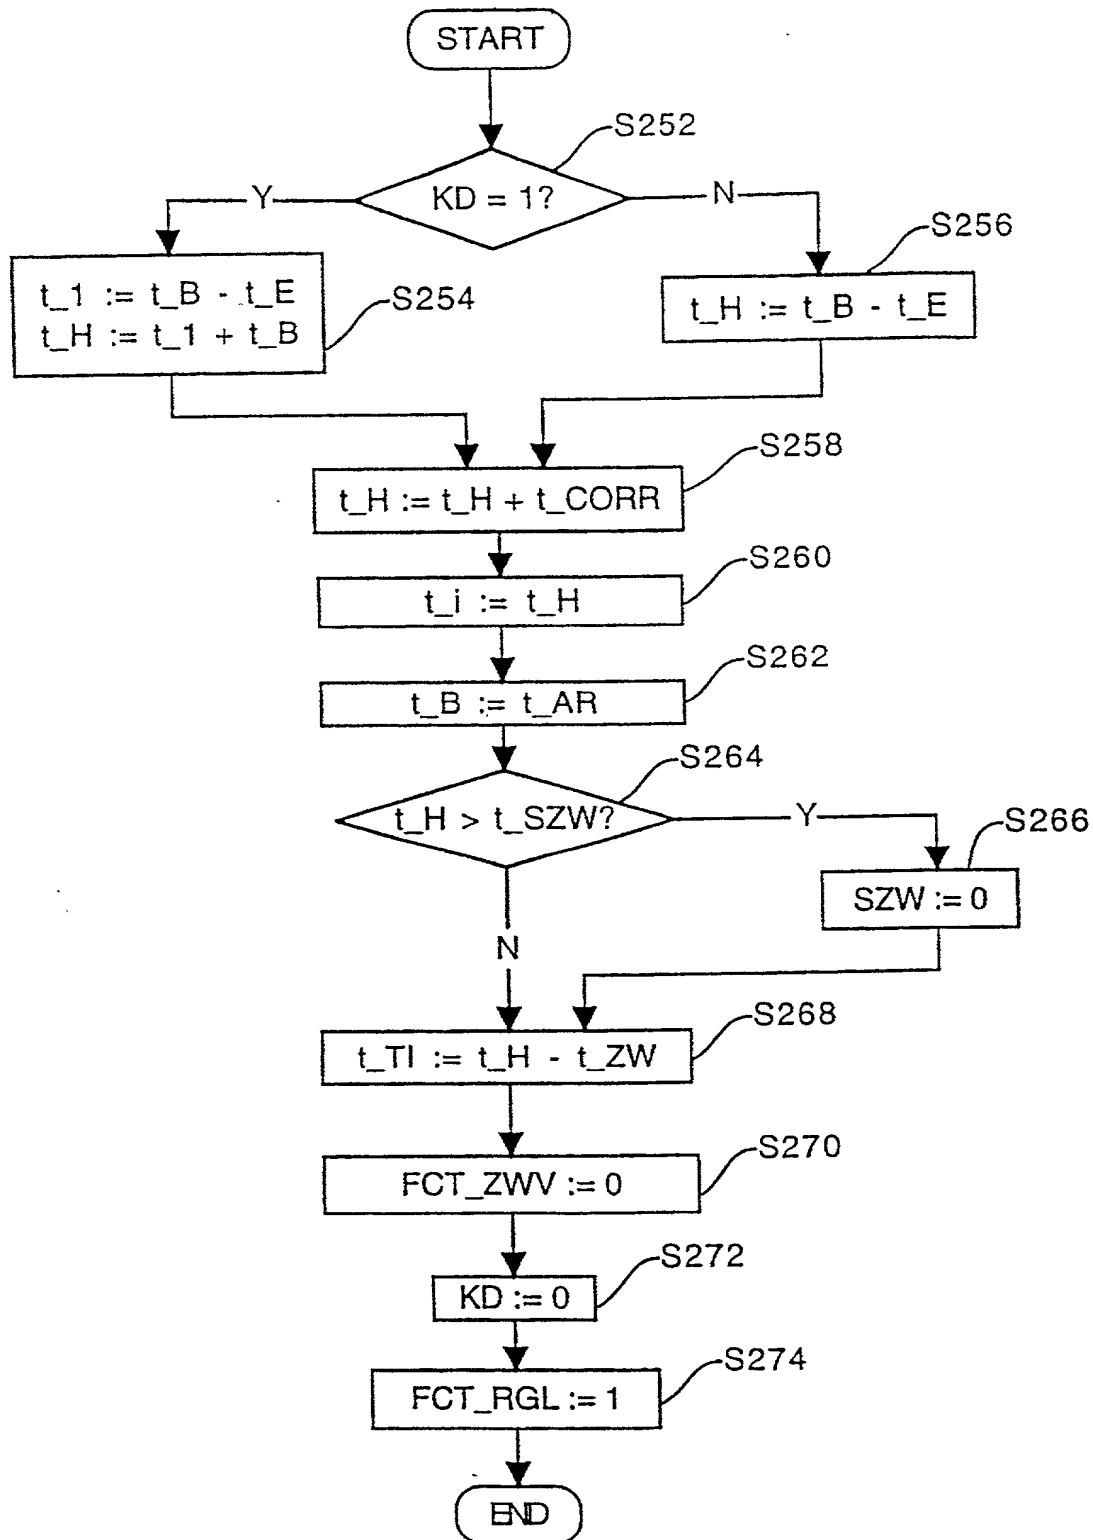 START
S252
KD = 1?
Y
N
S256
t_1 := t_B - t_E
t_H := t_1 + t_B
S254
t_H := t_B - t_E
S258
t_H := t_H + t_CORR
S260
t_i := t_H
S262
t_B := t_AR
S264
t_H > t_SZW?
Y
S266
SZW := 0
N
S268
t_TI := t_H - t_ZW
S270
FCT_ZWV := 0
S272
KD := 0
S274
FCT_RGL := 1
END